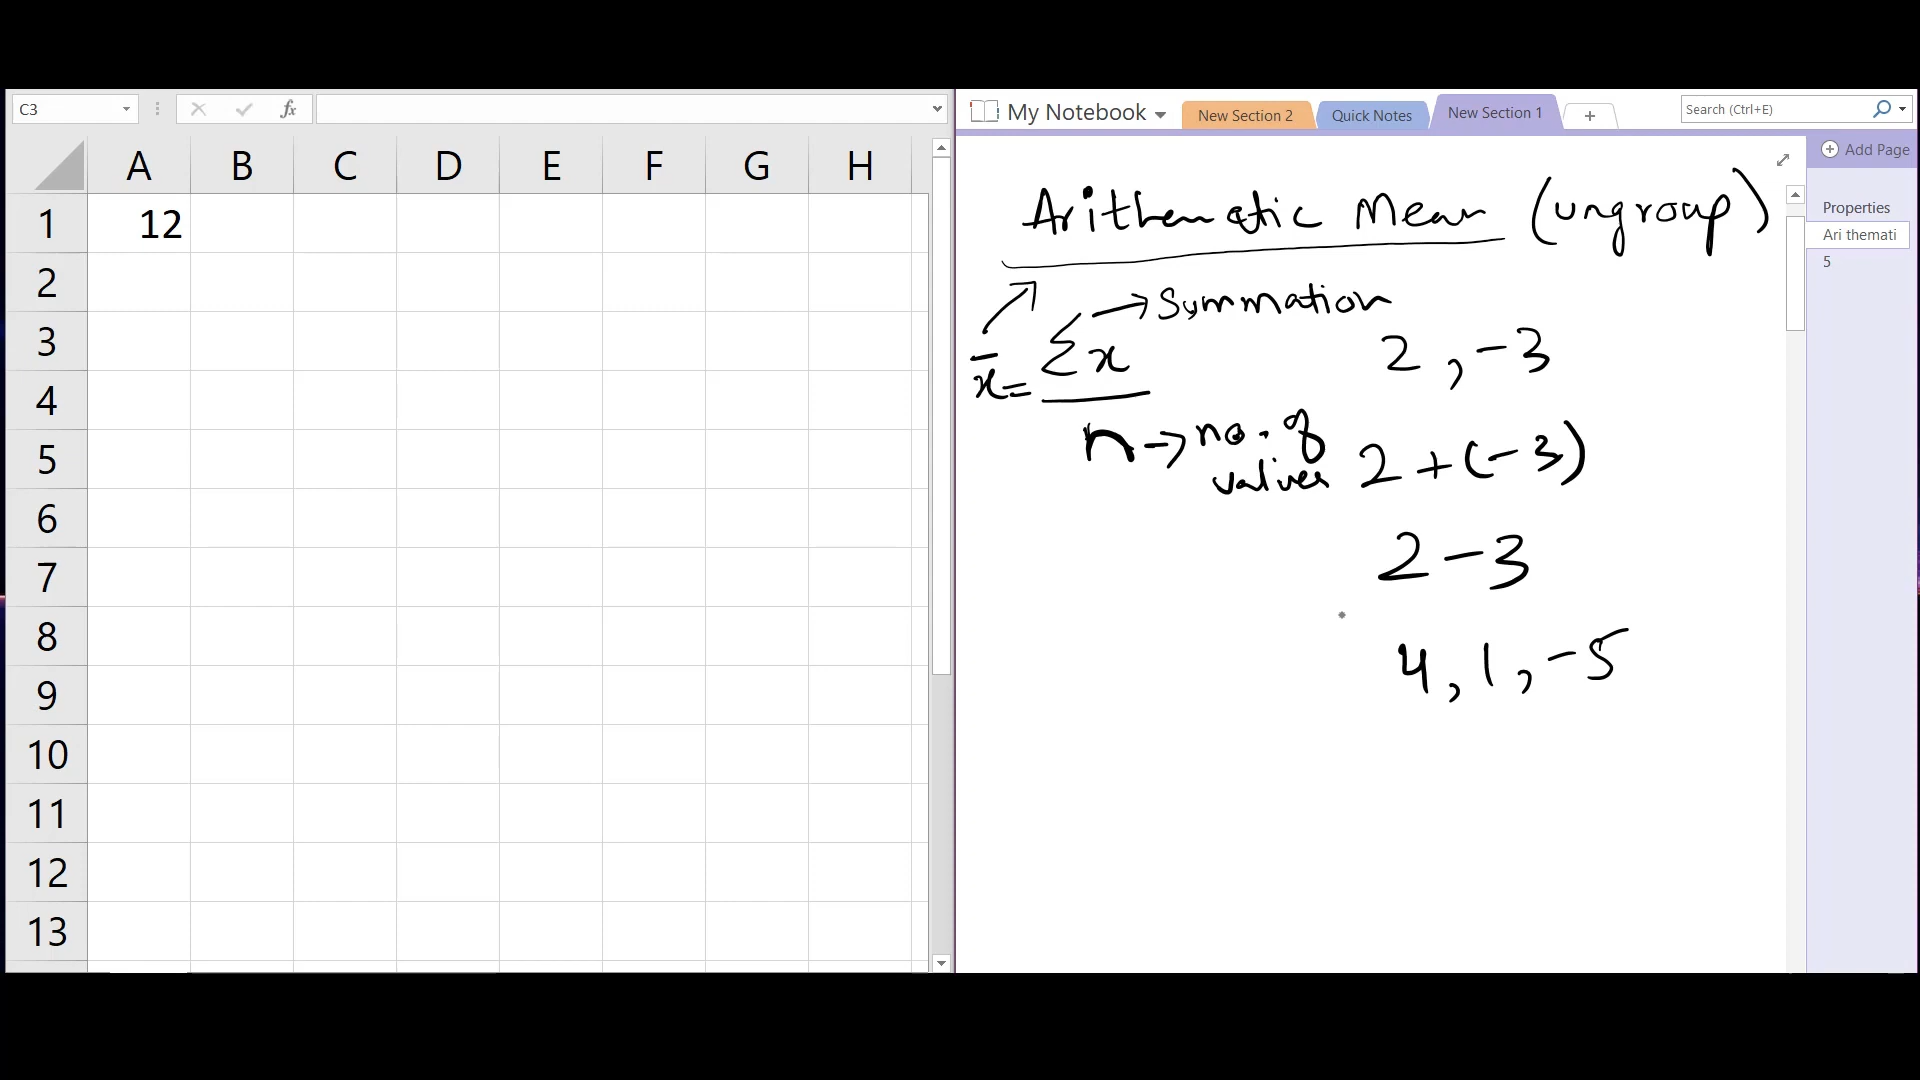 C3
fx
A B C D E F G H
1 12
2
3
4
5
6
7
8
9
10
11
12
13
My Notebook
New Section 2
Quick Notes
New Section 1
+
Search (Ctrl+E)
Add Page
Properties
Ari themati
5
Arithematic Mean (ungroup)
→ Summation
x̄ = Σx
n → no. of
values
2, -3
2 + (-3)
2 - 3
4, 1, -5